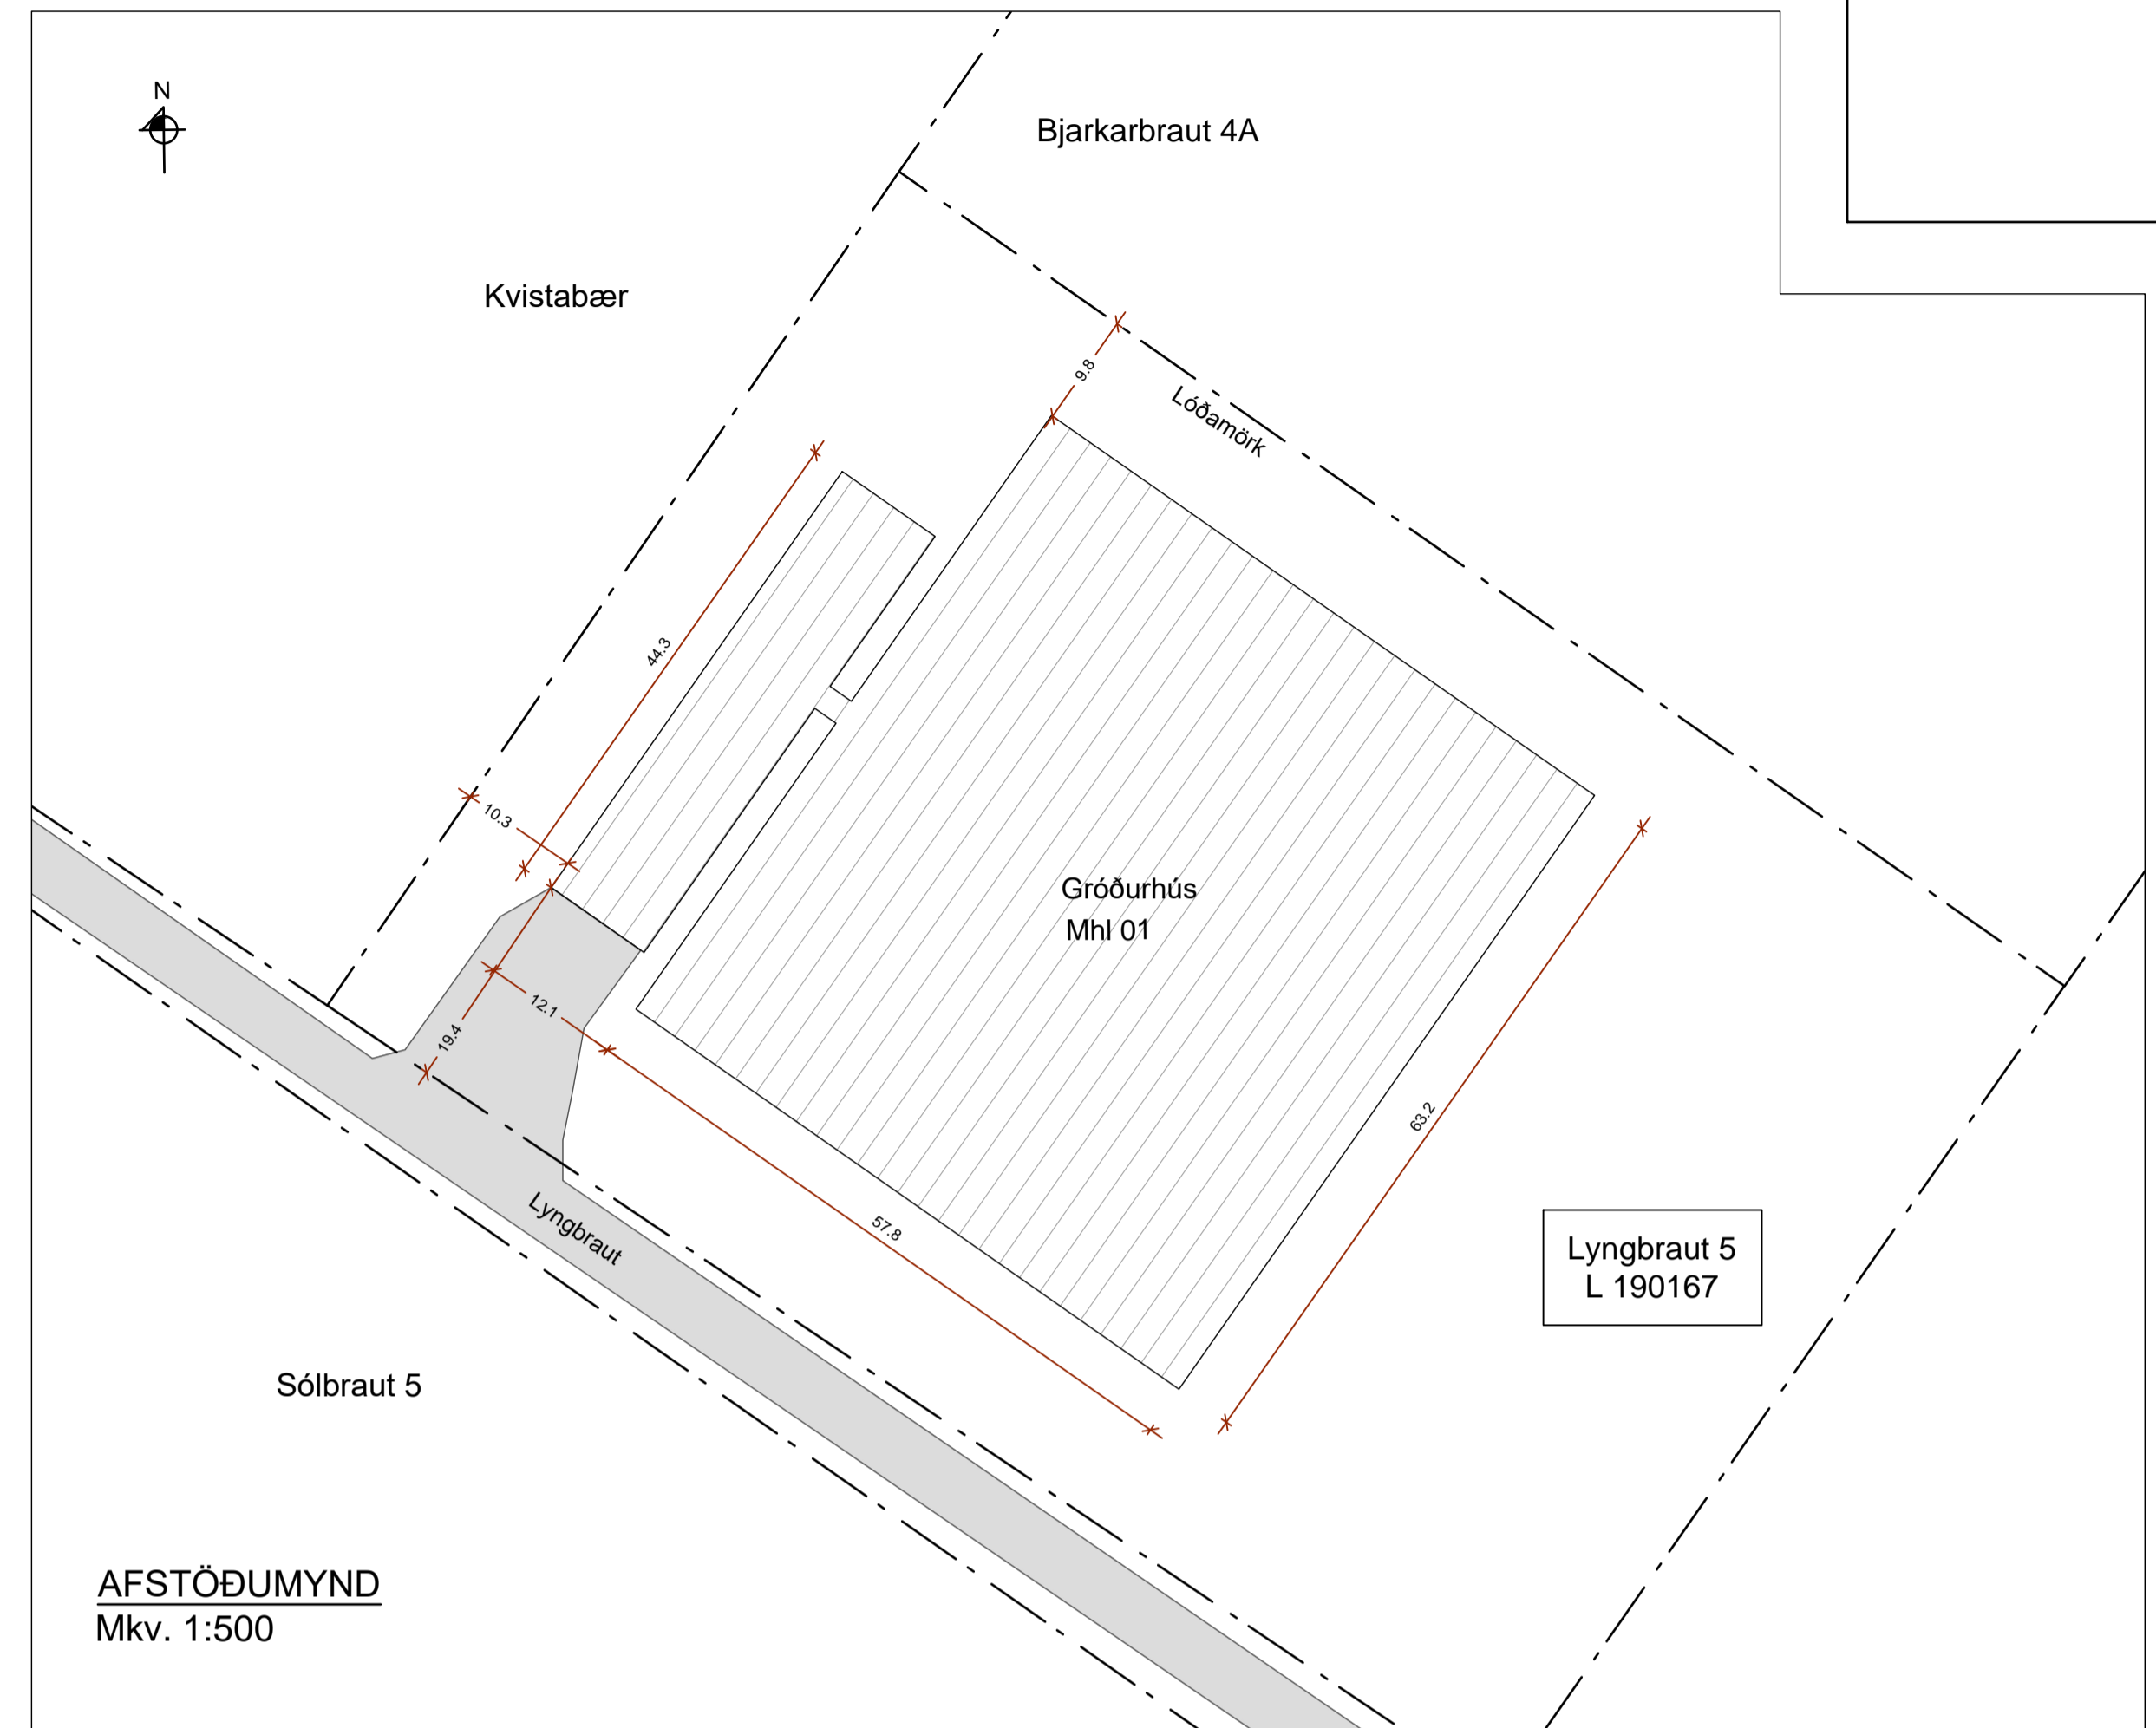 N
Bjarkarbraut 4A
Kvistabær
9.8
Lóðamörk
44.3
10.3
Gróðurhús
Mhl 01
12.1
19.4
63.2
57.8
Lyngbraut
Lyngbraut 5
L 190167
Sólbraut 5
AFSTÖÐUMYND
Mkv. 1:500